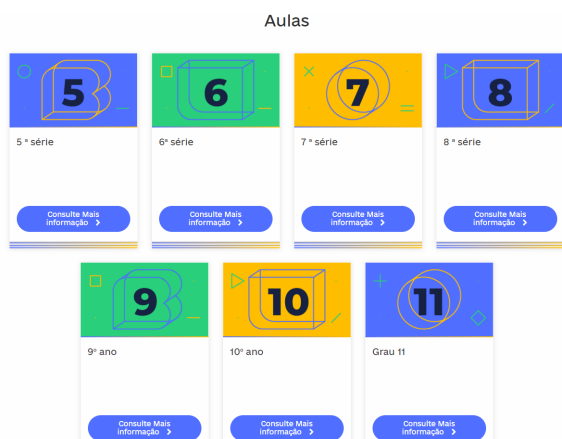 Aulas
5
6
7
8
5 ª série
6ª série
7 ª série
8 ª série
Consulte Mais
informação
Consulte Mais
informação
Consulte Mais
informação
Consulte Mais
informação
9
10
11
9º ano
10º ano
Grau 11
Consulte Mais
informação
Consulte Mais
informação
Consulte Mais
informação